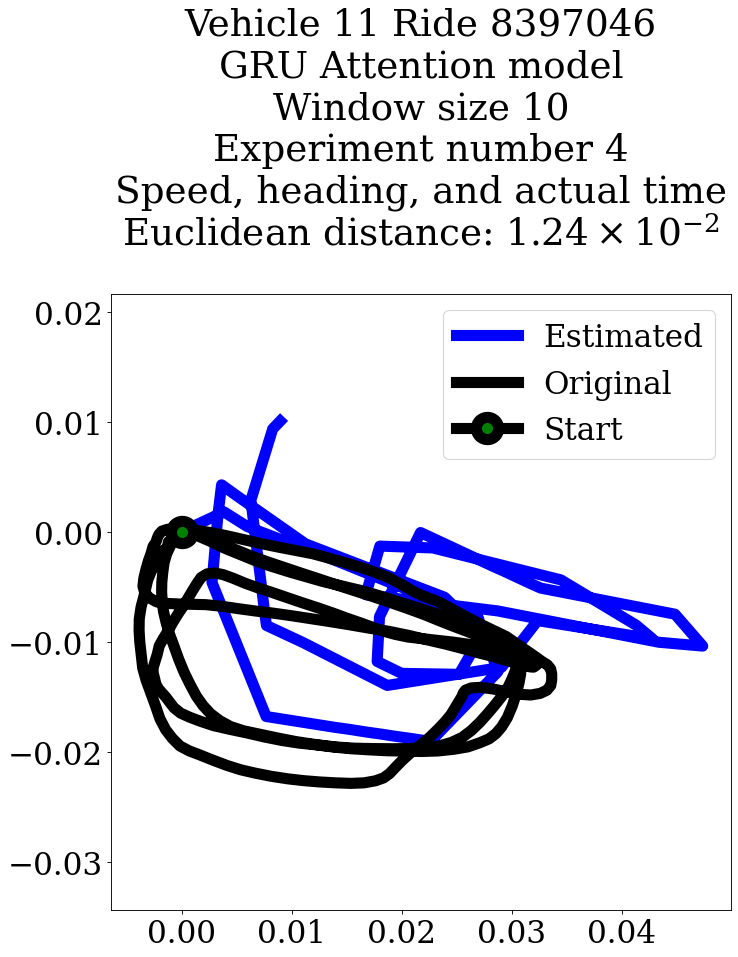 Vehicle 11 Ride 8397046
GRU Attention model
Window size 10
Experiment number 4
Speed, heading, and actual time
Euclidean distance: 1.24 × 10⁻²
Estimated
Original
Start
0.02
0.01
0.00
−0.01
−0.02
−0.03
0.00 0.01 0.02 0.03 0.04